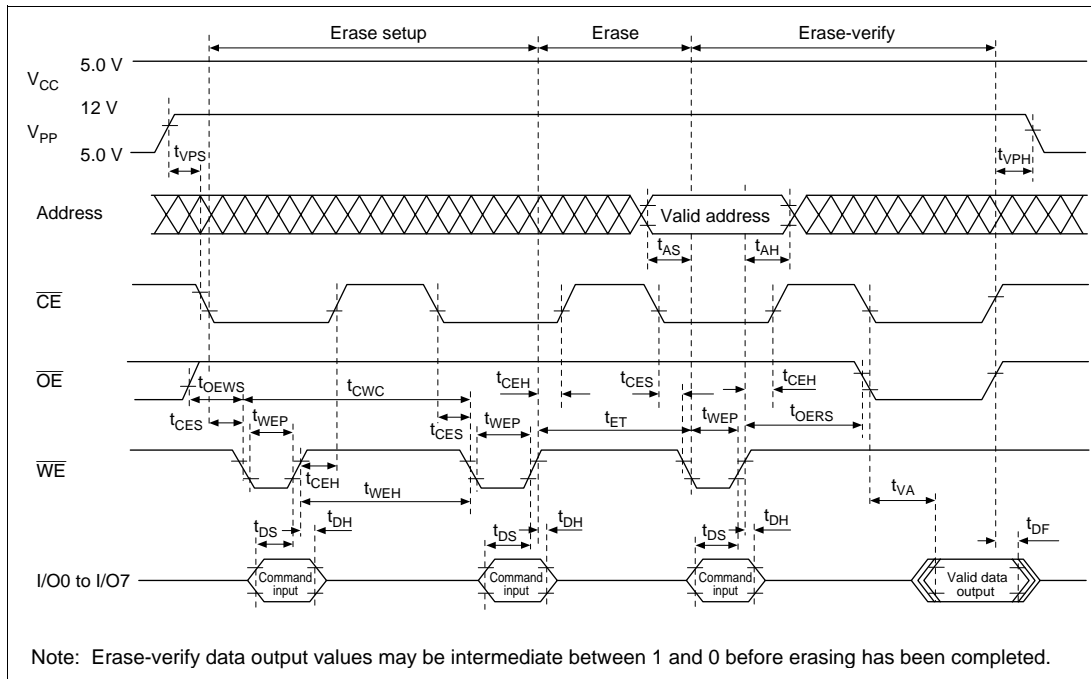 Erase setup Erase Erase-verify
5.0 V
VCC
12 V
VPP
5.0 V
tVPS tVPH
Address Valid address
tAS tAH
CE
OE
tOEWS tCWC tCEH tCES tCEH
tCES tWEP tCES tWEP tET tWEP tOERS
WE
tCEH tWEH tVA
tDS tDH tDS tDH tDS tDH tDF
I/O0 to I/O7 Command input Command input Command input Valid data output
Note: Erase-verify data output values may be intermediate between 1 and 0 before erasing has been completed.